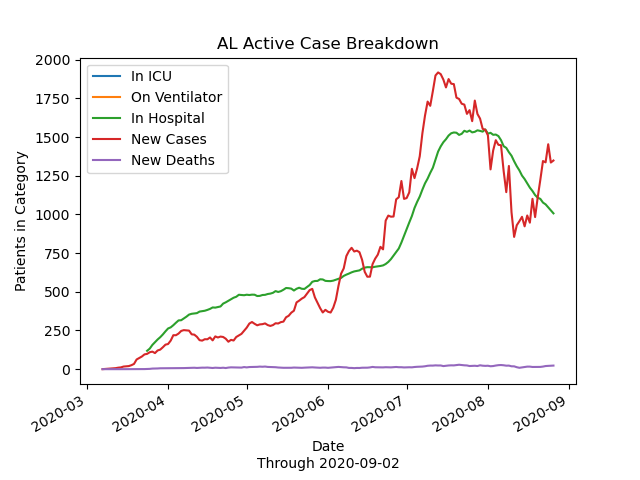 AL Active Case Breakdown
In ICU
On Ventilator
In Hospital
New Cases
New Deaths
Patients in Category
2000
1750
1500
1250
1000
750
500
250
0
2020-03
2020-04
2020-05
2020-06
2020-07
2020-08
2020-09
Date
Through 2020-09-02